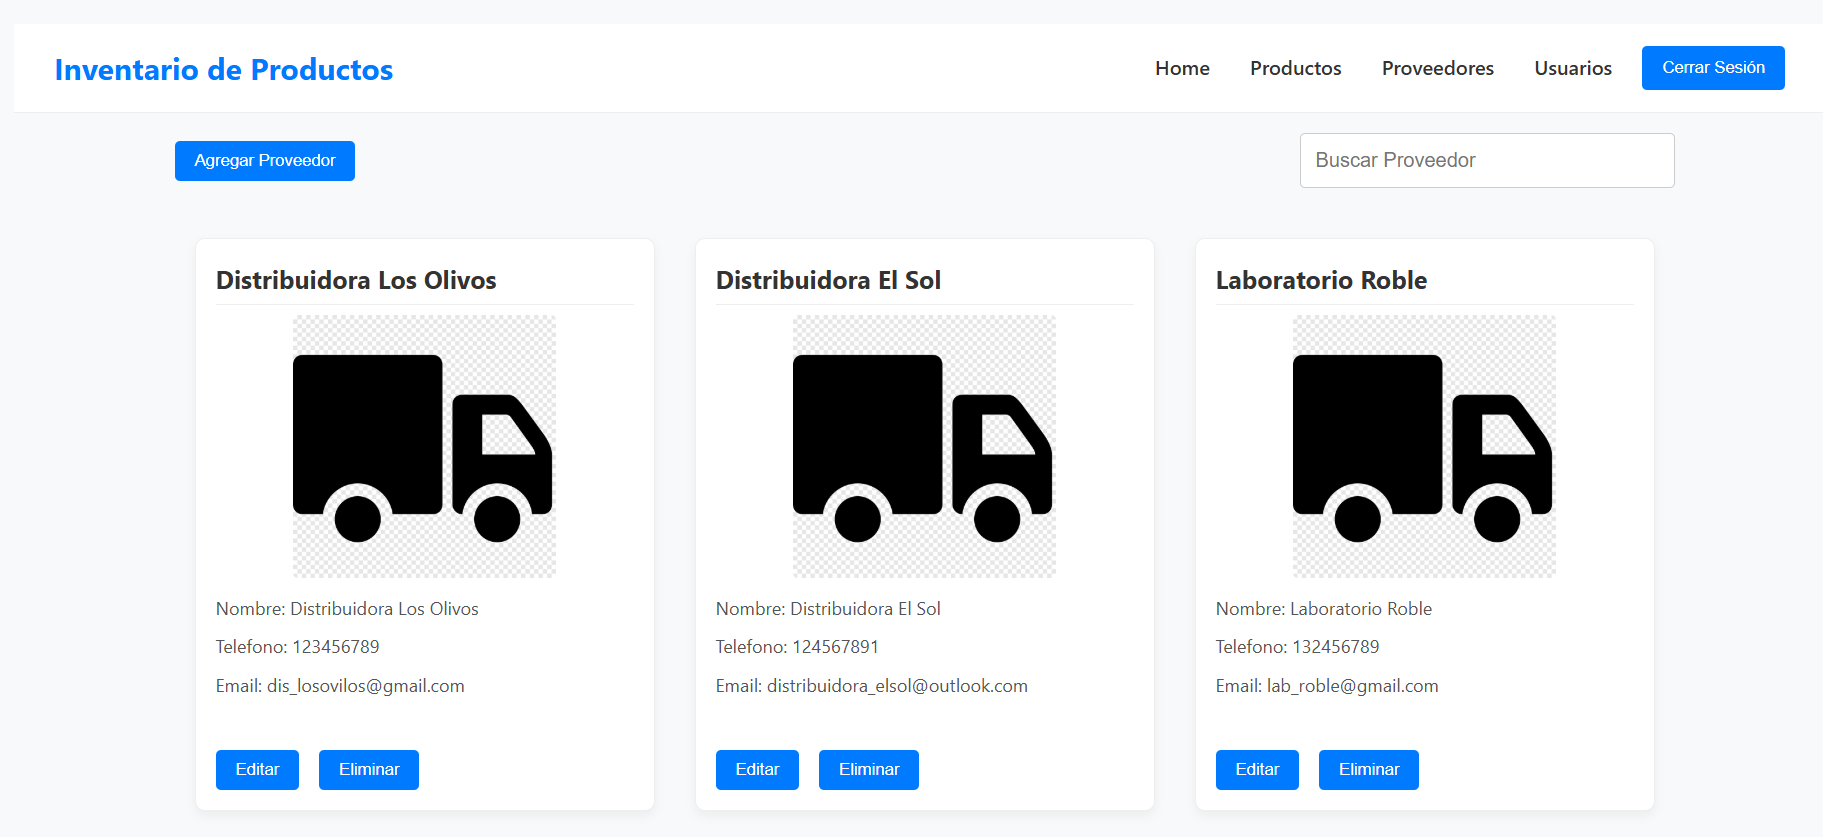 Inventario de Productos
Home Productos Proveedores Usuarios Cerrar Sesión
Agregar Proveedor
Buscar Proveedor
Distribuidora Los Olivos
Nombre: Distribuidora Los Olivos
Telefono: 123456789
Email: dis_losovilos@gmail.com
Editar Eliminar
Distribuidora El Sol
Nombre: Distribuidora El Sol
Telefono: 124567891
Email: distribuidora_elsol@outlook.com
Editar Eliminar
Laboratorio Roble
Nombre: Laboratorio Roble
Telefono: 132456789
Email: lab_roble@gmail.com
Editar Eliminar